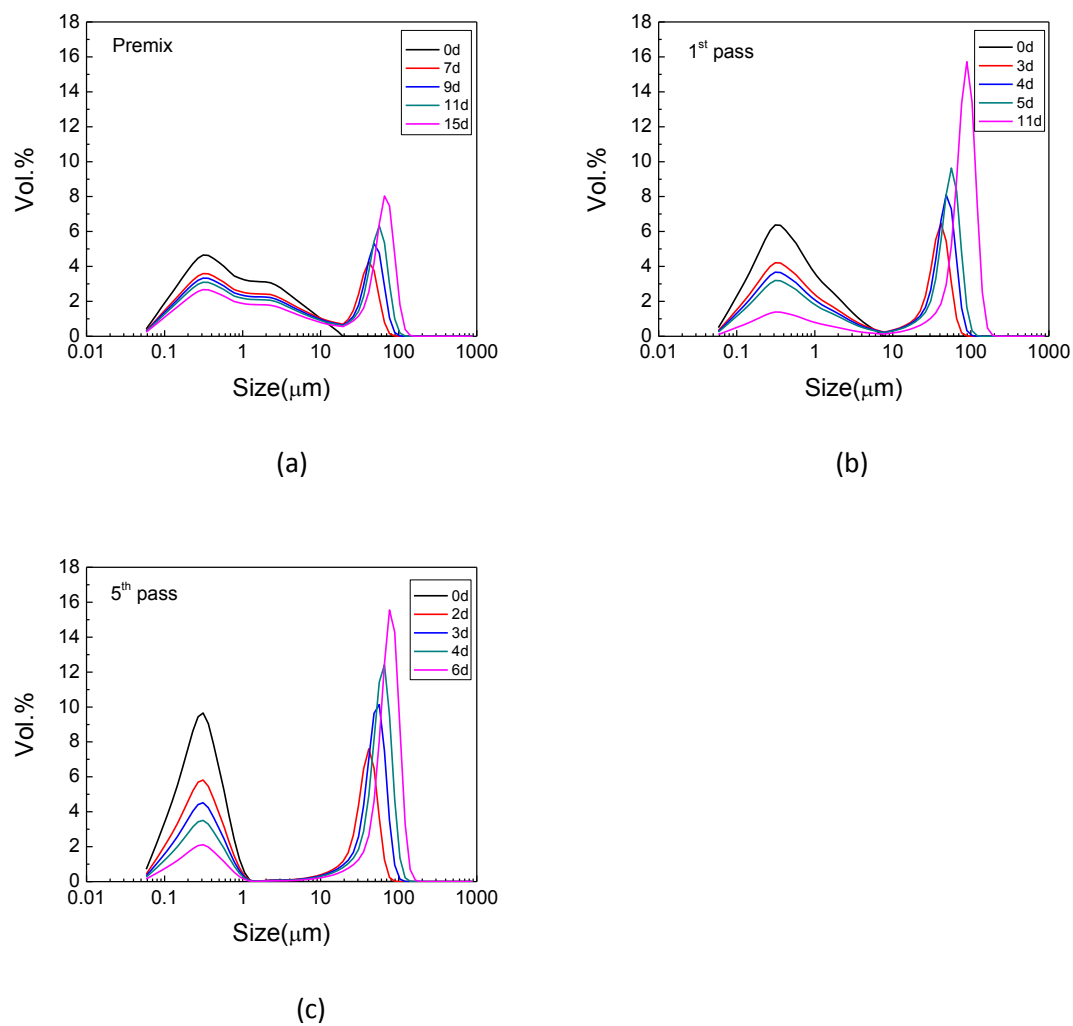 Premix
0d
7d
9d
11d
15d
18
16
14
12
10
8
6
4
2
0
Vol.%
0.01 0.1 1 10 100 1000
Size(μm)
(a)
1st pass
0d
3d
4d
5d
11d
18
16
14
12
10
8
6
4
2
0
Vol.%
0.01 0.1 1 10 100 1000
Size(μm)
(b)
5th pass
0d
2d
3d
4d
6d
18
16
14
12
10
8
6
4
2
0
Vol.%
0.01 0.1 1 10 100 1000
Size(μm)
(c)